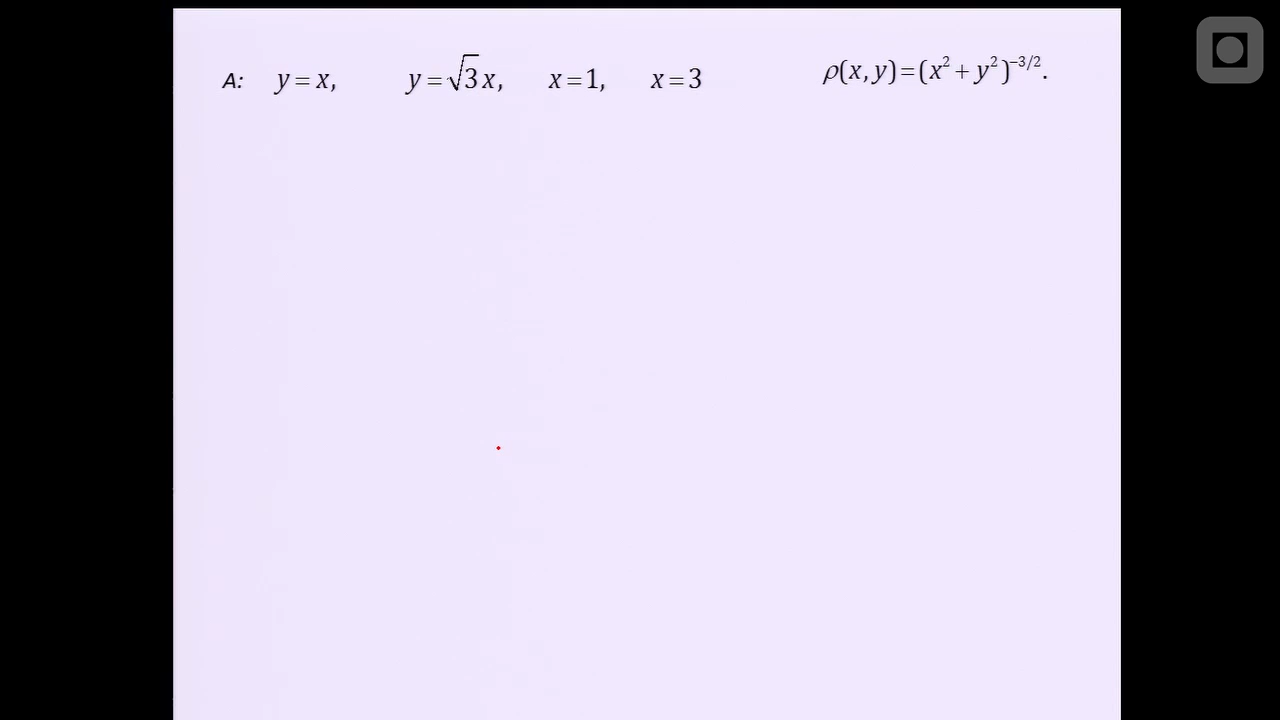 A: y = x, y = √3 x, x = 1, x = 3 ρ(x, y) = (x² + y²)^{-3/2}.